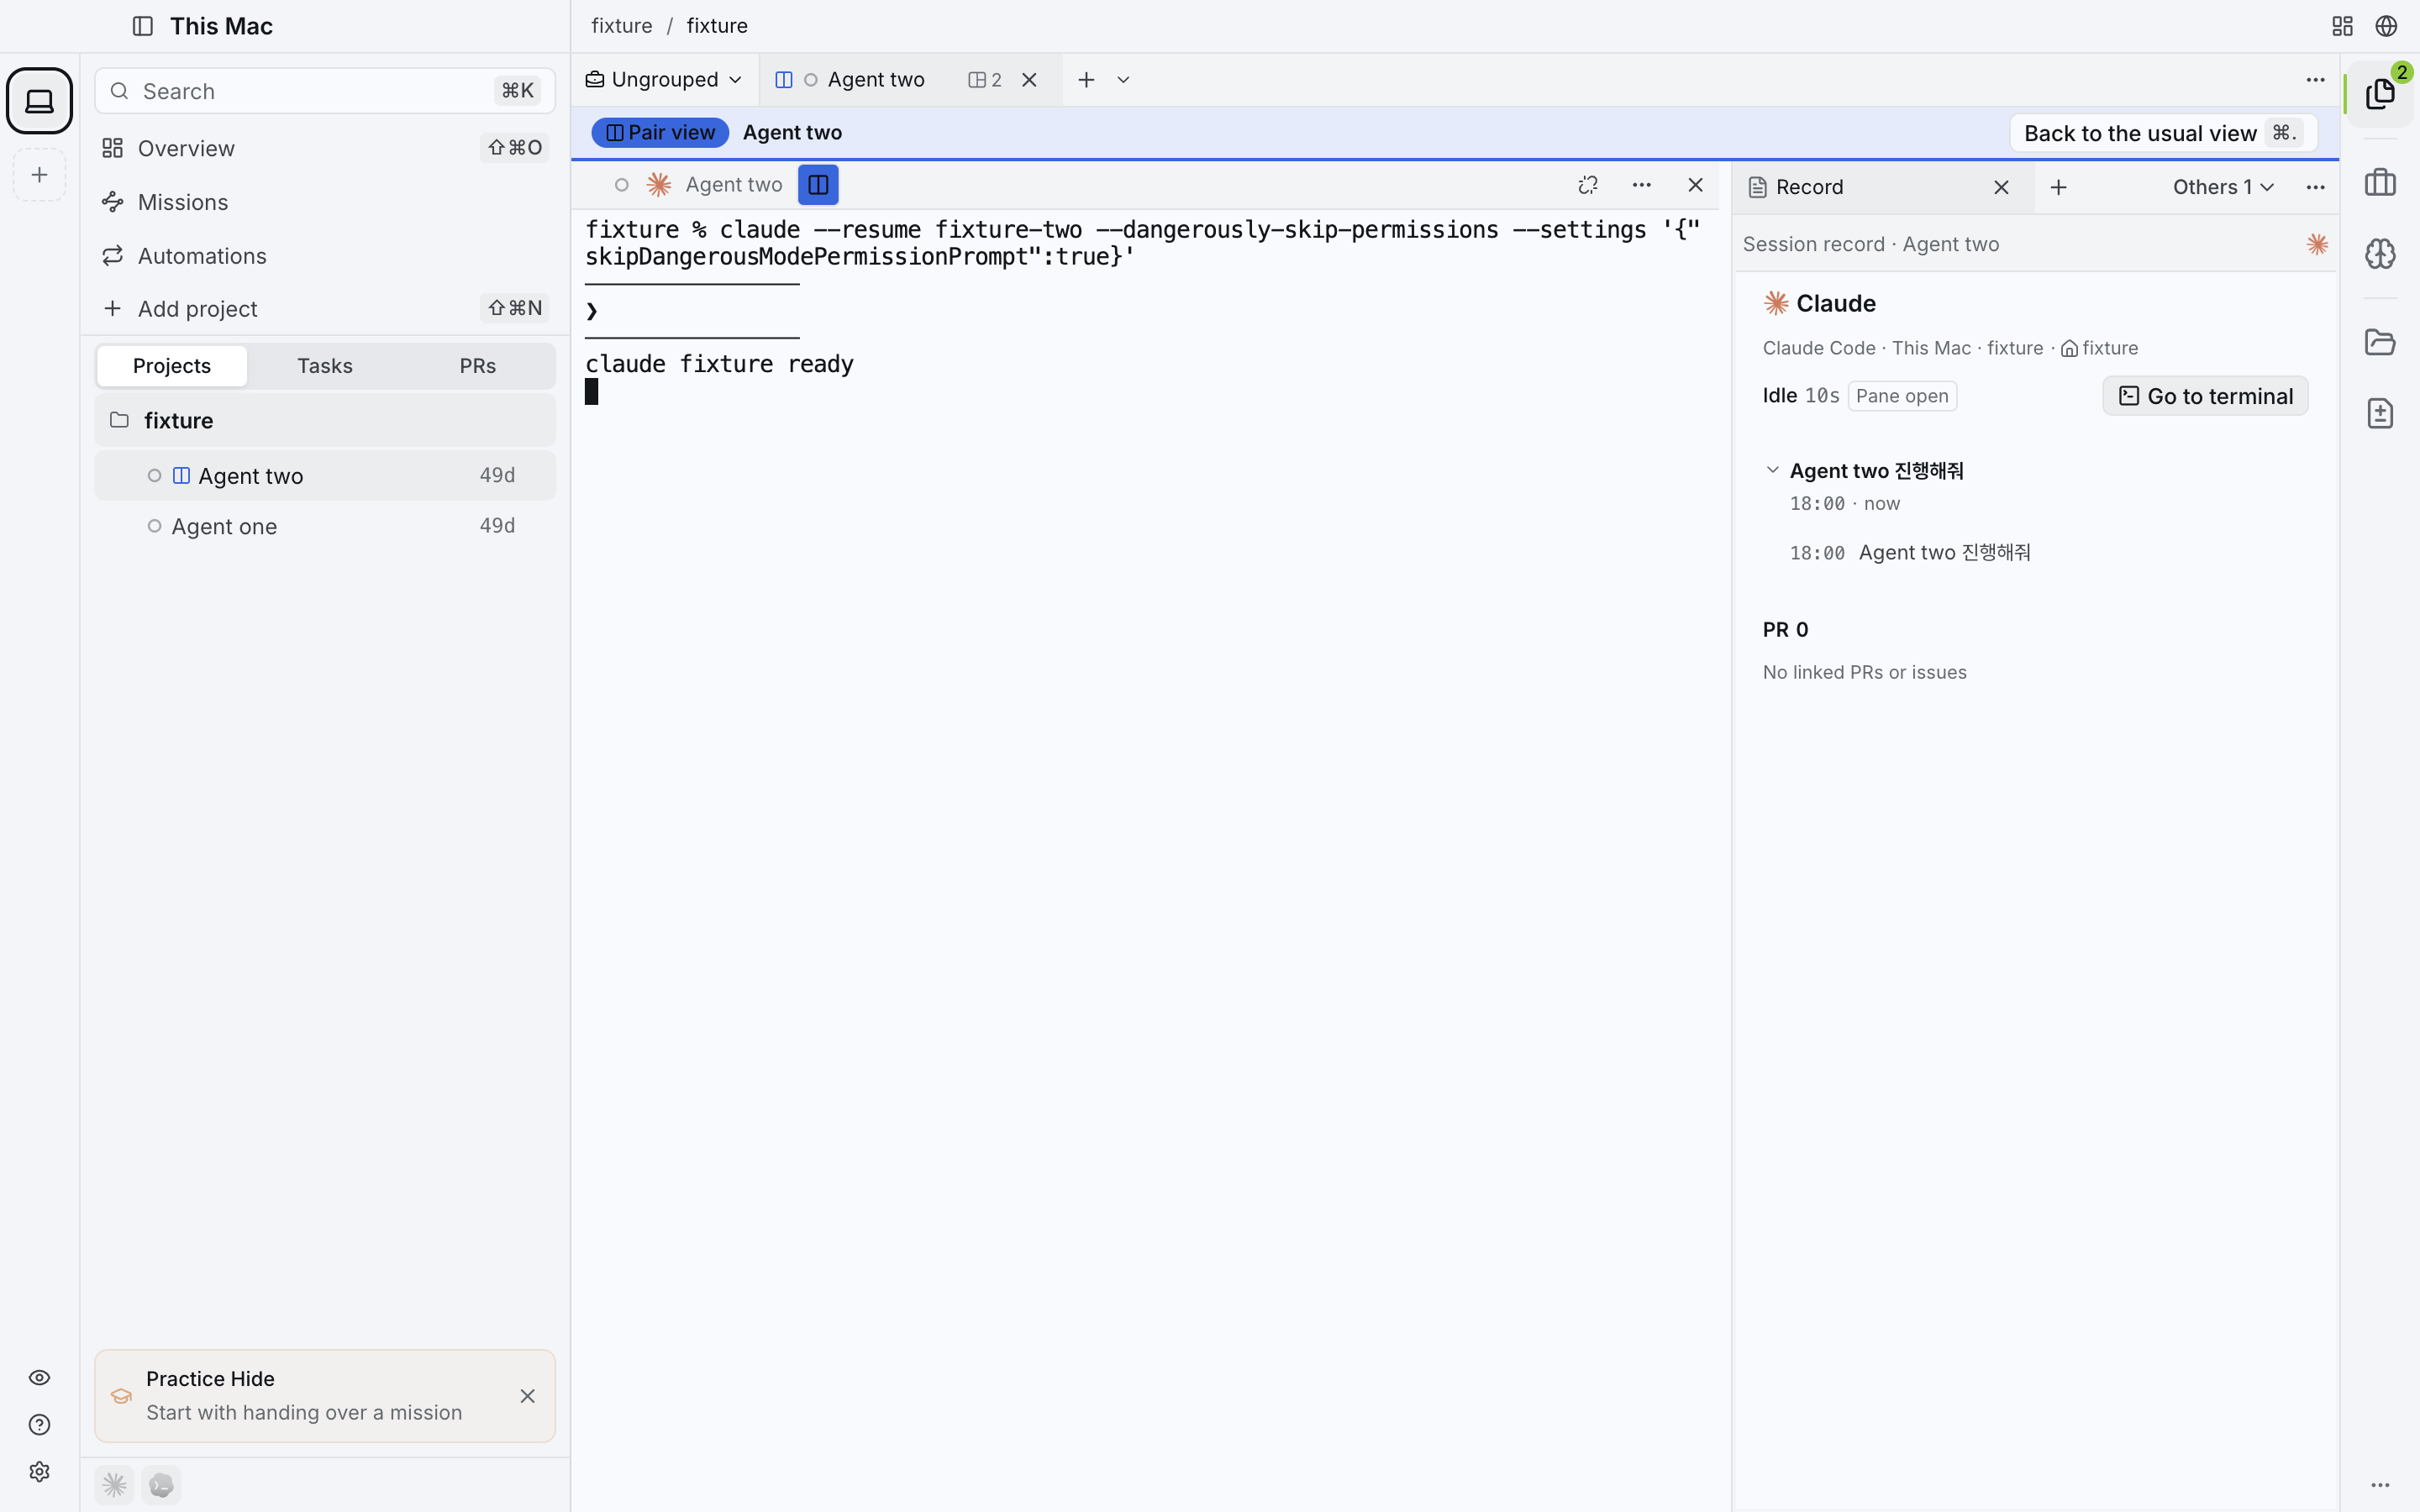 This Mac
fixture / fixture
Search ⌘K
Overview ⇧⌘O
Missions
Automations
Add project ⇧⌘N
Projects Tasks PRs
fixture
Agent two 49d
Agent one 49d
Practice Hide
Start with handing over a mission
Ungrouped
Agent two 2
Pair view Agent two
Back to the usual view ⌘.
Agent two
fixture % claude --resume fixture-two --dangerously-skip-permissions --settings '{"
skipDangerousModePermissionPrompt":true}'
❯
claude fixture ready
Record
Others 1
Session record · Agent two
Claude
Claude Code · This Mac · fixture · fixture
Idle 10s Pane open
Go to terminal
Agent two 진행해줘
18:00 · now
18:00 Agent two 진행해줘
PR 0
No linked PRs or issues
2